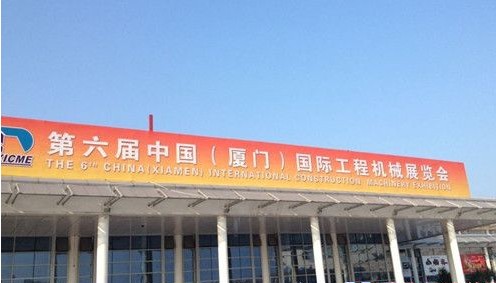 第六届中国（厦门）国际工程机械展览会
THE 6TH CHINA(XIAMEN) INTERNATIONAL CONSTRUCTION MACHINERY EXHIBITION